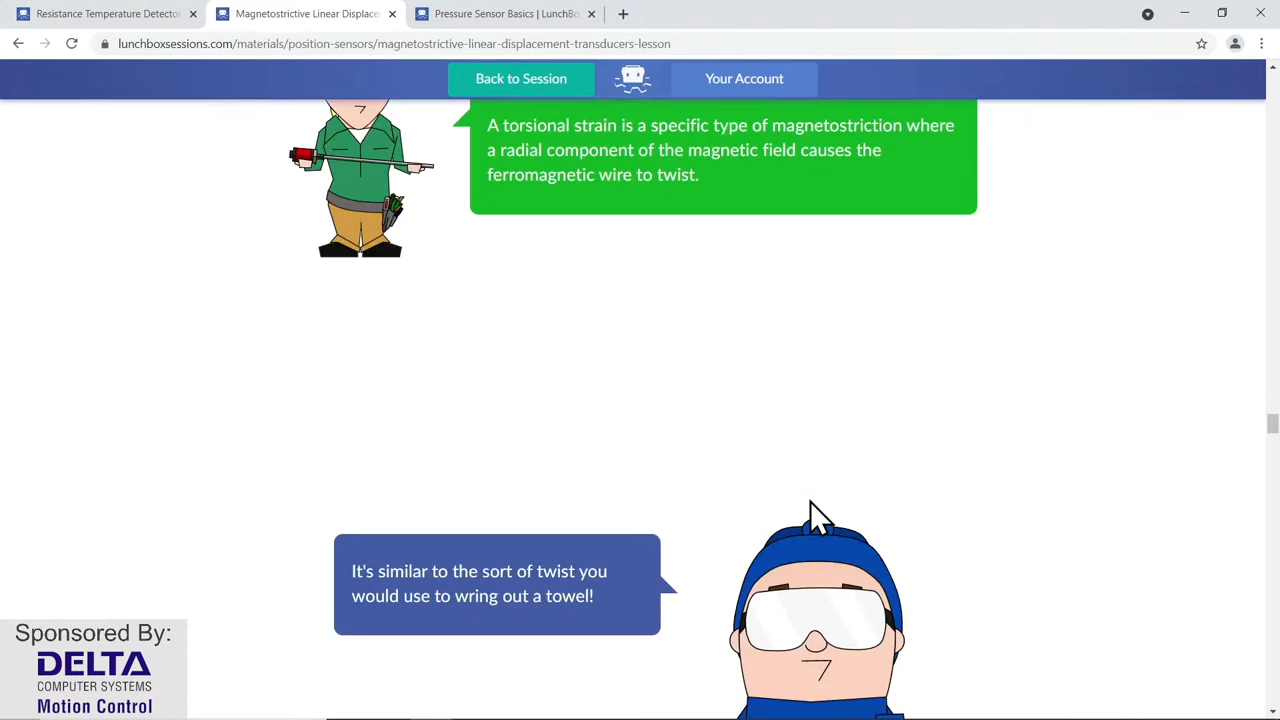 Resistance Temperature Detector
Magnetostrictive Linear Displace
Pressure Sensor Basics | LunchBo
lunchboxsessions.com/materials/position-sensors/magnetostrictive-linear-displacement-transducers-lesson
Back to Session
Your Account
A torsional strain is a specific type of magnetostriction where
a radial component of the magnetic field causes the
ferromagnetic wire to twist.
It's similar to the sort of twist you
would use to wring out a towel!
Sponsored By:
DELTA
COMPUTER SYSTEMS
Motion Control